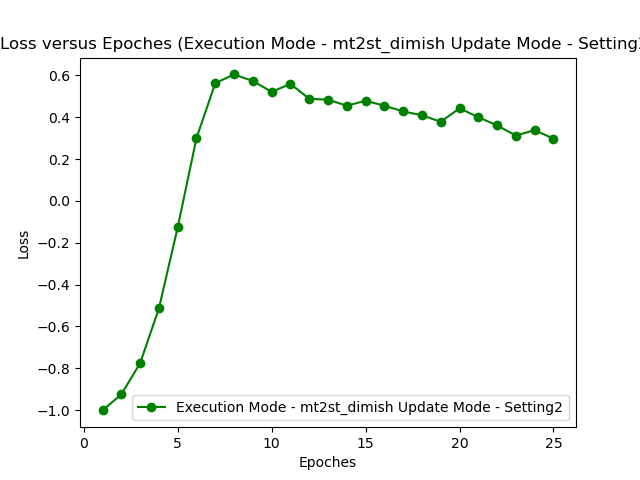 Loss versus Epoches (Execution Mode - mt2st_dimish Update Mode - Setting2
0.6
0.4
0.2
0.0
−0.2
−0.4
−0.6
−0.8
−1.0
Loss
Execution Mode - mt2st_dimish Update Mode - Setting2
0 5 10 15 20 25
Epoches